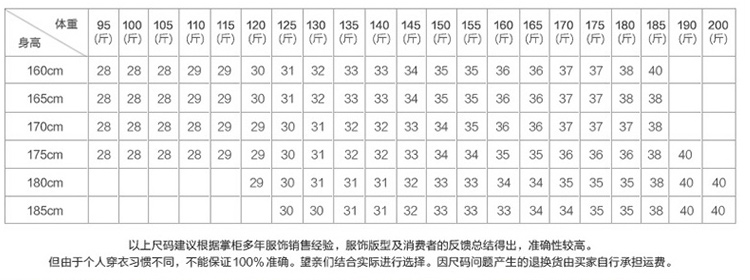 体重 95 100 105 110 115 120 125 130 135 140 145 150 155 160 165 170 175 180 185 190 200
身高 (斤) (斤) (斤) (斤) (斤) (斤) (斤) (斤) (斤) (斤) (斤) (斤) (斤) (斤) (斤) (斤) (斤) (斤) (斤) (斤) (斤)
160cm 28 28 28 29 29 30 31 32 33 33 34 35 35 36 36 37 37 38 40
165cm 28 28 28 28 29 30 31 32 33 33 34 35 35 36 36 37 37 38 38
170cm 28 28 28 28 29 29 30 31 32 32 33 34 35 35 36 36 37 37 38
175cm 28 28 28 28 29 29 30 31 32 32 33 34 34 35 35 36 36 36 38 40
180cm 29 30 31 31 31 32 33 33 34 34 35 35 35 38 40 40
185cm 30 30 31 31 32 32 33 33 34 34 35 35 38 40 40
以上尺码建议根据掌柜多年服饰销售经验，服饰版型及消费者的反馈总结得出，准确性较高。
但由于个人穿衣习惯不同，不能保证100%准确。望亲们结合实际进行选择。因尺码问题产生的退换货由买家自行承担运费。